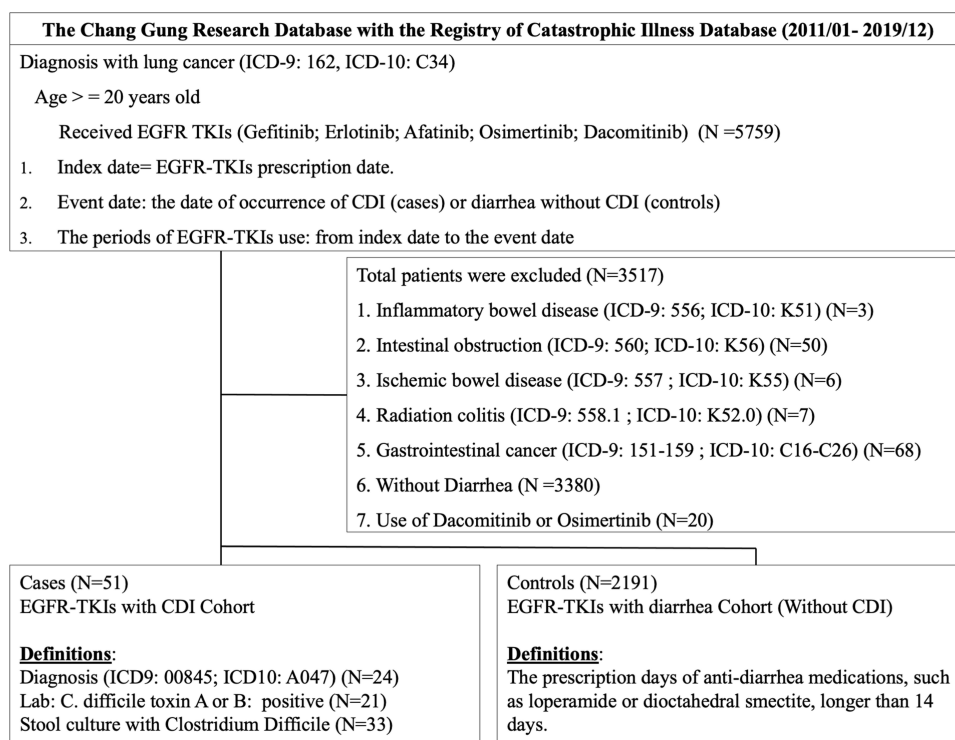 The Chang Gung Research Database with the Registry of Catastrophic Illness Database (2011/01- 2019/12)
Diagnosis with lung cancer (ICD-9: 162, ICD-10: C34)
Age > = 20 years old
Received EGFR TKIs (Gefitinib; Erlotinib; Afatinib; Osimertinib; Dacomitinib) (N =5759)
1. Index date= EGFR-TKIs prescription date.
2. Event date: the date of occurrence of CDI (cases) or diarrhea without CDI (controls)
3. The periods of EGFR-TKIs use: from index date to the event date
Total patients were excluded (N=3517)
1. Inflammatory bowel disease (ICD-9: 556; ICD-10: K51) (N=3)
2. Intestinal obstruction (ICD-9: 560; ICD-10: K56) (N=50)
3. Ischemic bowel disease (ICD-9: 557 ; ICD-10: K55) (N=6)
4. Radiation colitis (ICD-9: 558.1 ; ICD-10: K52.0) (N=7)
5. Gastrointestinal cancer (ICD-9: 151-159 ; ICD-10: C16-C26) (N=68)
6. Without Diarrhea (N =3380)
7. Use of Dacomitinib or Osimertinib (N=20)
Cases (N=51)
EGFR-TKIs with CDI Cohort
Definitions:
Diagnosis (ICD9: 00845; ICD10: A047) (N=24)
Lab: C. difficile toxin A or B: positive (N=21)
Stool culture with Clostridium Difficile (N=33)
Controls (N=2191)
EGFR-TKIs with diarrhea Cohort (Without CDI)
Definitions:
The prescription days of anti-diarrhea medications, such
as loperamide or dioctahedral smectite, longer than 14
days.